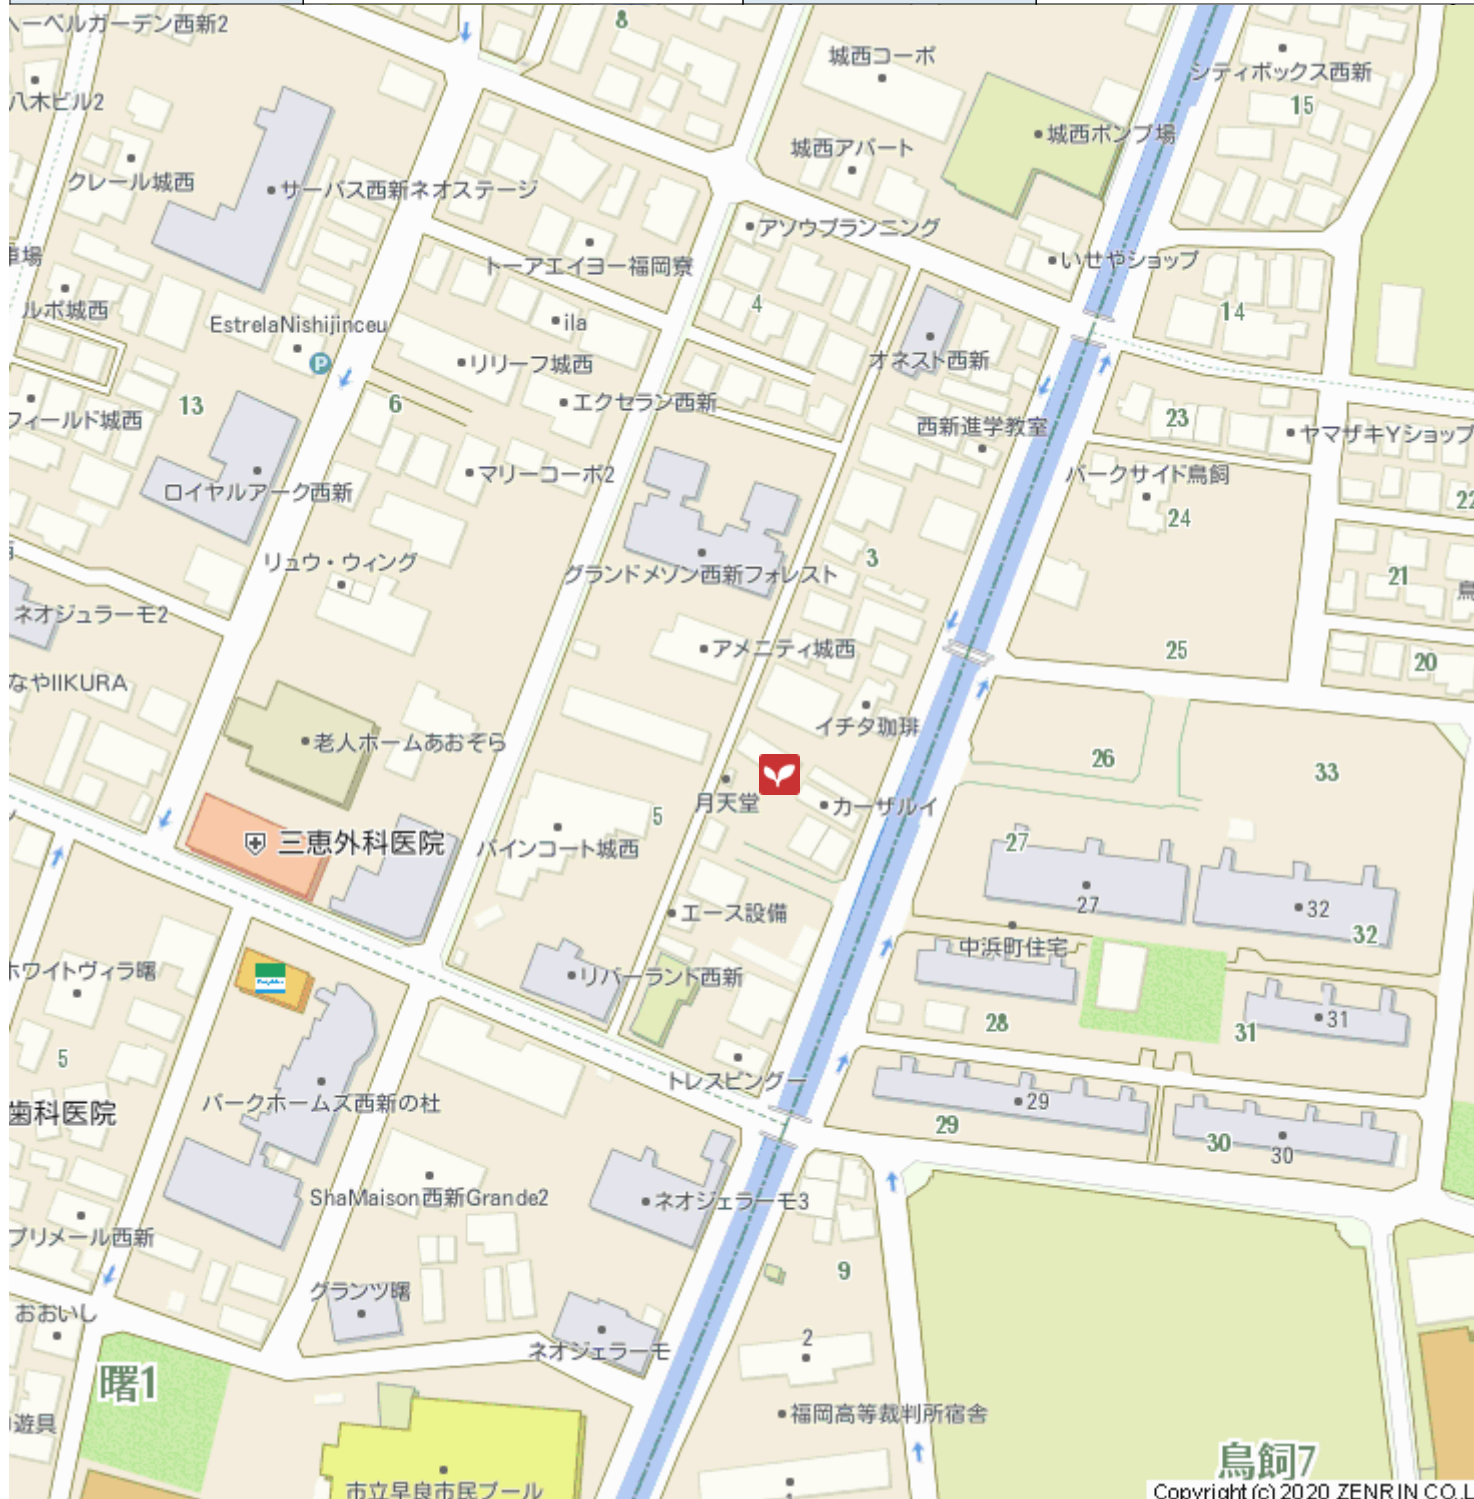 ヘーベルガーデン西新2
8
城西コーポ
シティボックス西新
八木ビル2
15
城西ポンプ場
城西アパート
クレール城西
サーパス西新ネオステージ
アソウプランニング
車場
トーアエイヨー福岡寮
いせやショップ
ルボ城西
4
14
EstrelaNishijinceu
ila
P
リリーフ城西
オネスト西新
13
6
エクセラン西新
フィールド城西
23
西新進学教室
ヤマザキYショップ
マリーコーポ2
パークサイド鳥飼
ロイヤルアーク西新
22
24
3
リュウ・ウィング
グランドメゾン西新フォレスト
21
鳥
ネオジュラーモ2
アメニティ城西
25
20
なやIIKURA
イチタ珈琲
老人ホームあおぞら
26
33
月天堂
カーザルイ
5
三恵外科医院
パインコート城西
27
27
エース設備
32
32
中浜町住宅
ホワイトヴィラ曙
リバーランド西新
28
31
31
5
トレスピングー
パークホームズ西新の杜
29
歯科医院
29
30
30
ShaMaison西新Grande2
ネオジェラーモ3
プリメール西新
9
グランツ曙
おおいし
ネオジェラーモ
2
曙1
福岡高等裁判所宿舎
遊具
鳥飼7
市立早良市民プール
Copyright (c) 2020 ZENRIN CO.L